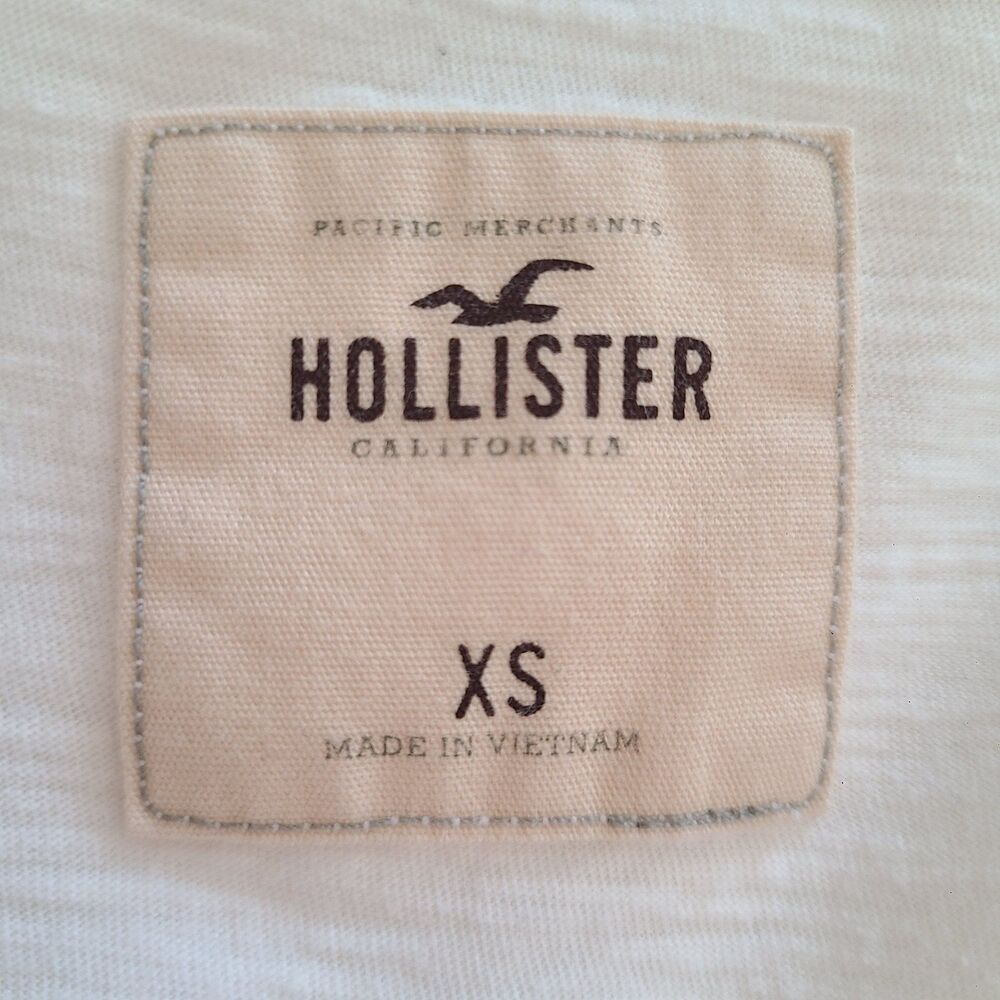 PACIFIC MERCHANTS
HOLLISTER
CALIFORNIA
XS
MADE IN VIETNAM